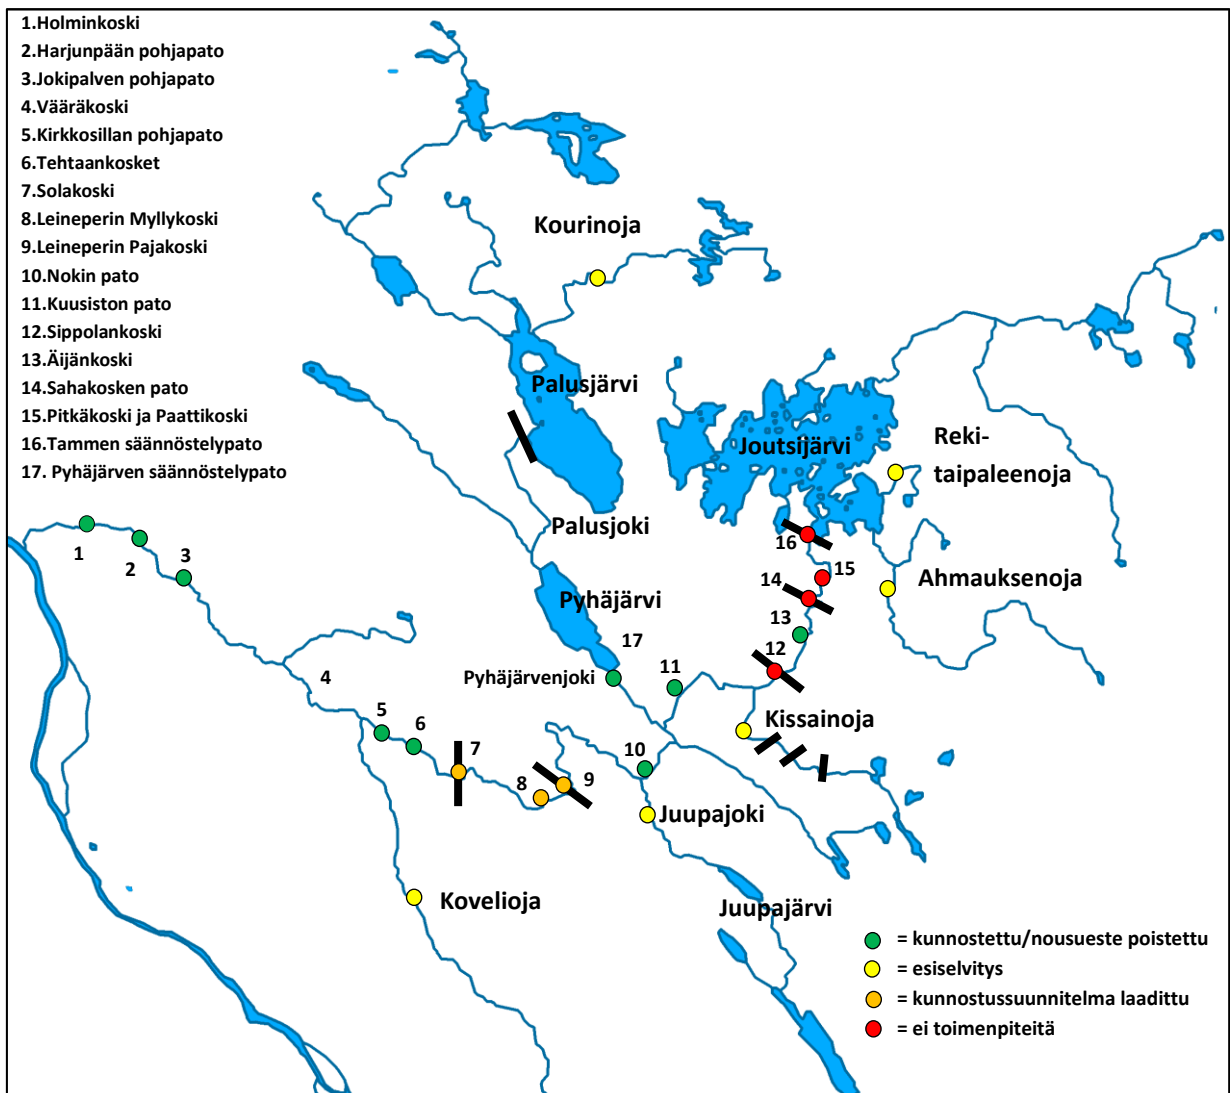 1.Holminkoski
2.Harjunpään pohjapato
3.Jokipalven pohjapato
4.Vääräkoski
5.Kirkkosillan pohjapato
6.Tehtaankosket
7.Solakoski
8.Leineperin Myllykoski
9.Leineperin Pajakoski
10.Nokin pato
11.Kuusiston pato
12.Sippolankoski
13.Äijänkoski
14.Sahakosken pato
15.Pitkäkoski ja Paattikoski
16.Tammen säännöstelypato
17. Pyhäjärven säännöstelypato
Kourinoja
Palusjärvi
Joutsijärvi
Reki-
taipaleenoja
Palusjoki
1
2
3
16
15
14
Ahmauksenoja
Pyhäjärvi
13
17
12
11
4
Pyhäjärvenjoki
5
6
Kissainoja
7
10
8
9
Juupajoki
Kovelioja
Juupajärvi
= kunnostettu/nousueste poistettu
= esiselvitys
= kunnostussuunnitelma laadittu
= ei toimenpiteitä